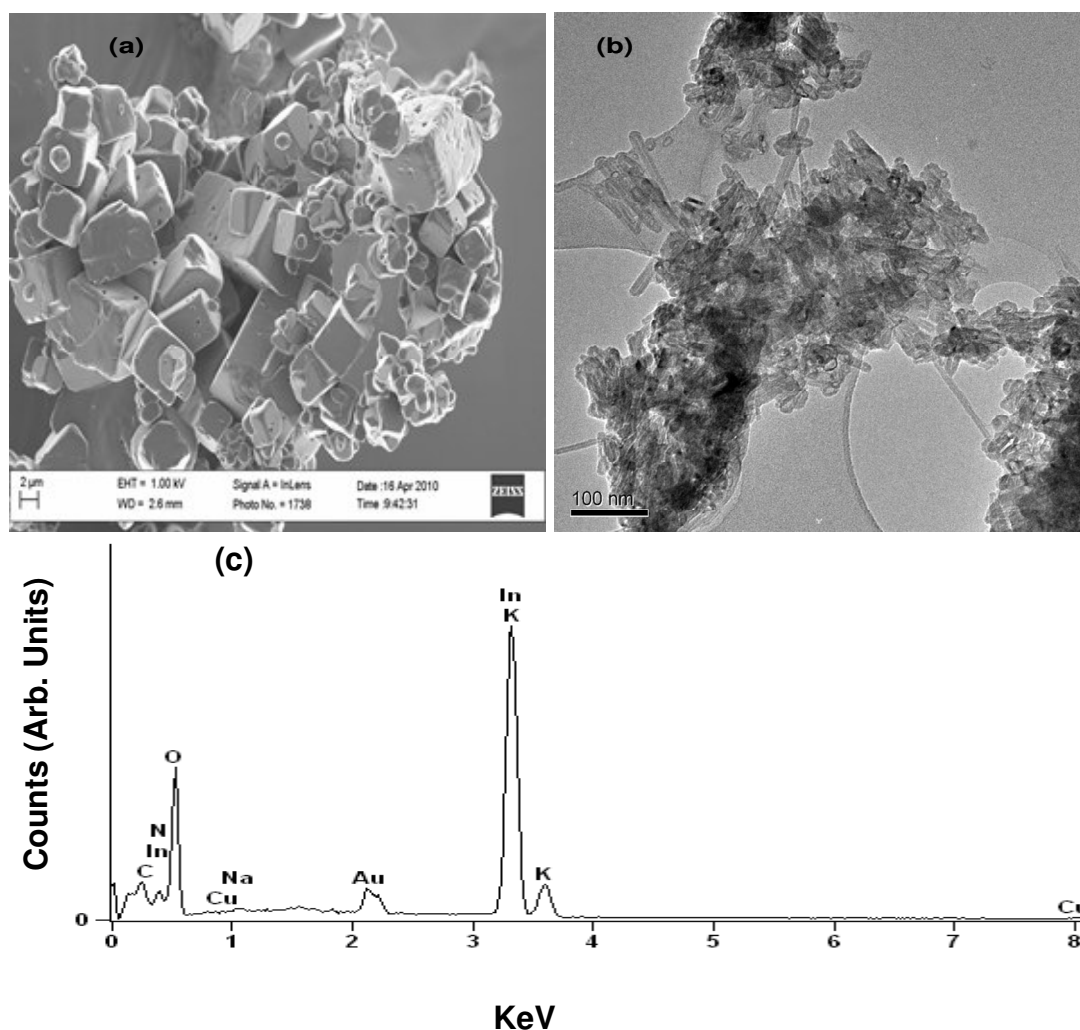 (a)
(b)
2 µm
EHT = 1.00 kV
Signal A = InLens
Date :16 Apr 2010
WD = 2.6 mm
Photo No. = 1738
Time :9:42:31
ZEISS
100 nm
(c)
Counts (Arb. Units)
In
K
O
N
In
C
Cu
Na
Au
K
Cu
0
0
1
2
3
4
5
6
7
8
KeV